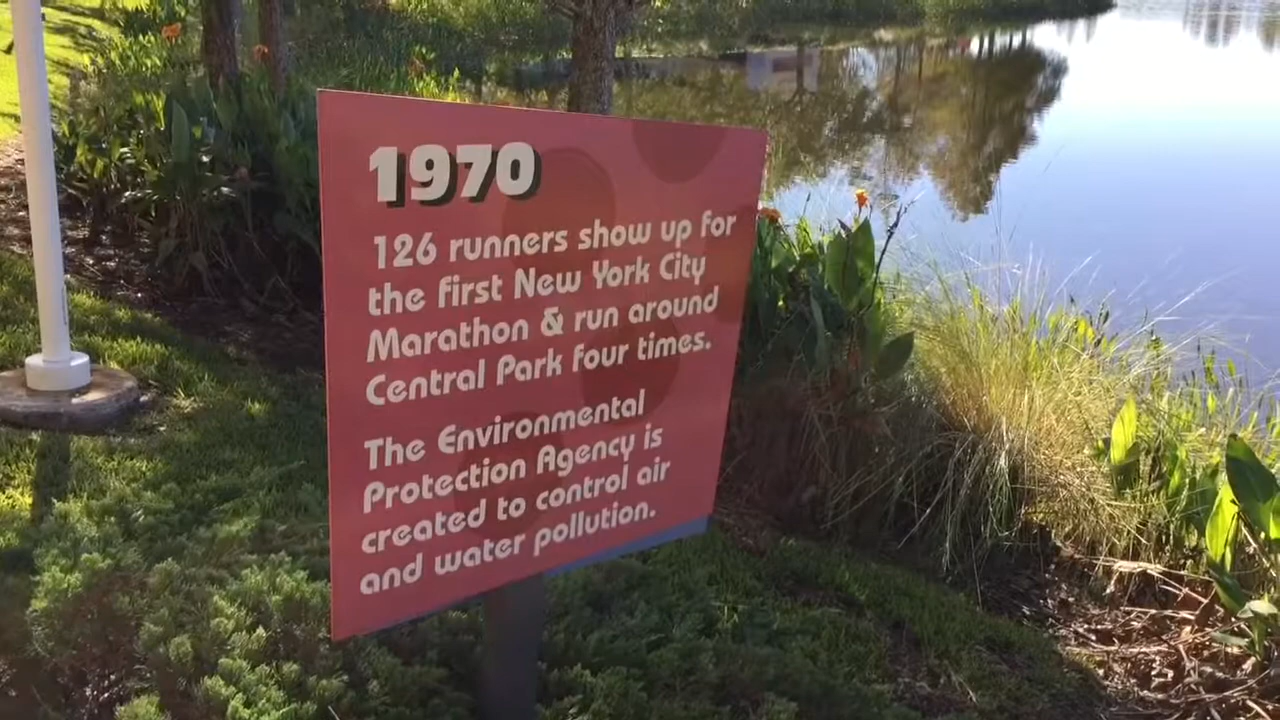 1970
126 runners show up for
the first New York City
Marathon & run around
Central Park four times.
The Environmental
Protection Agency is
created to control air
and water pollution.